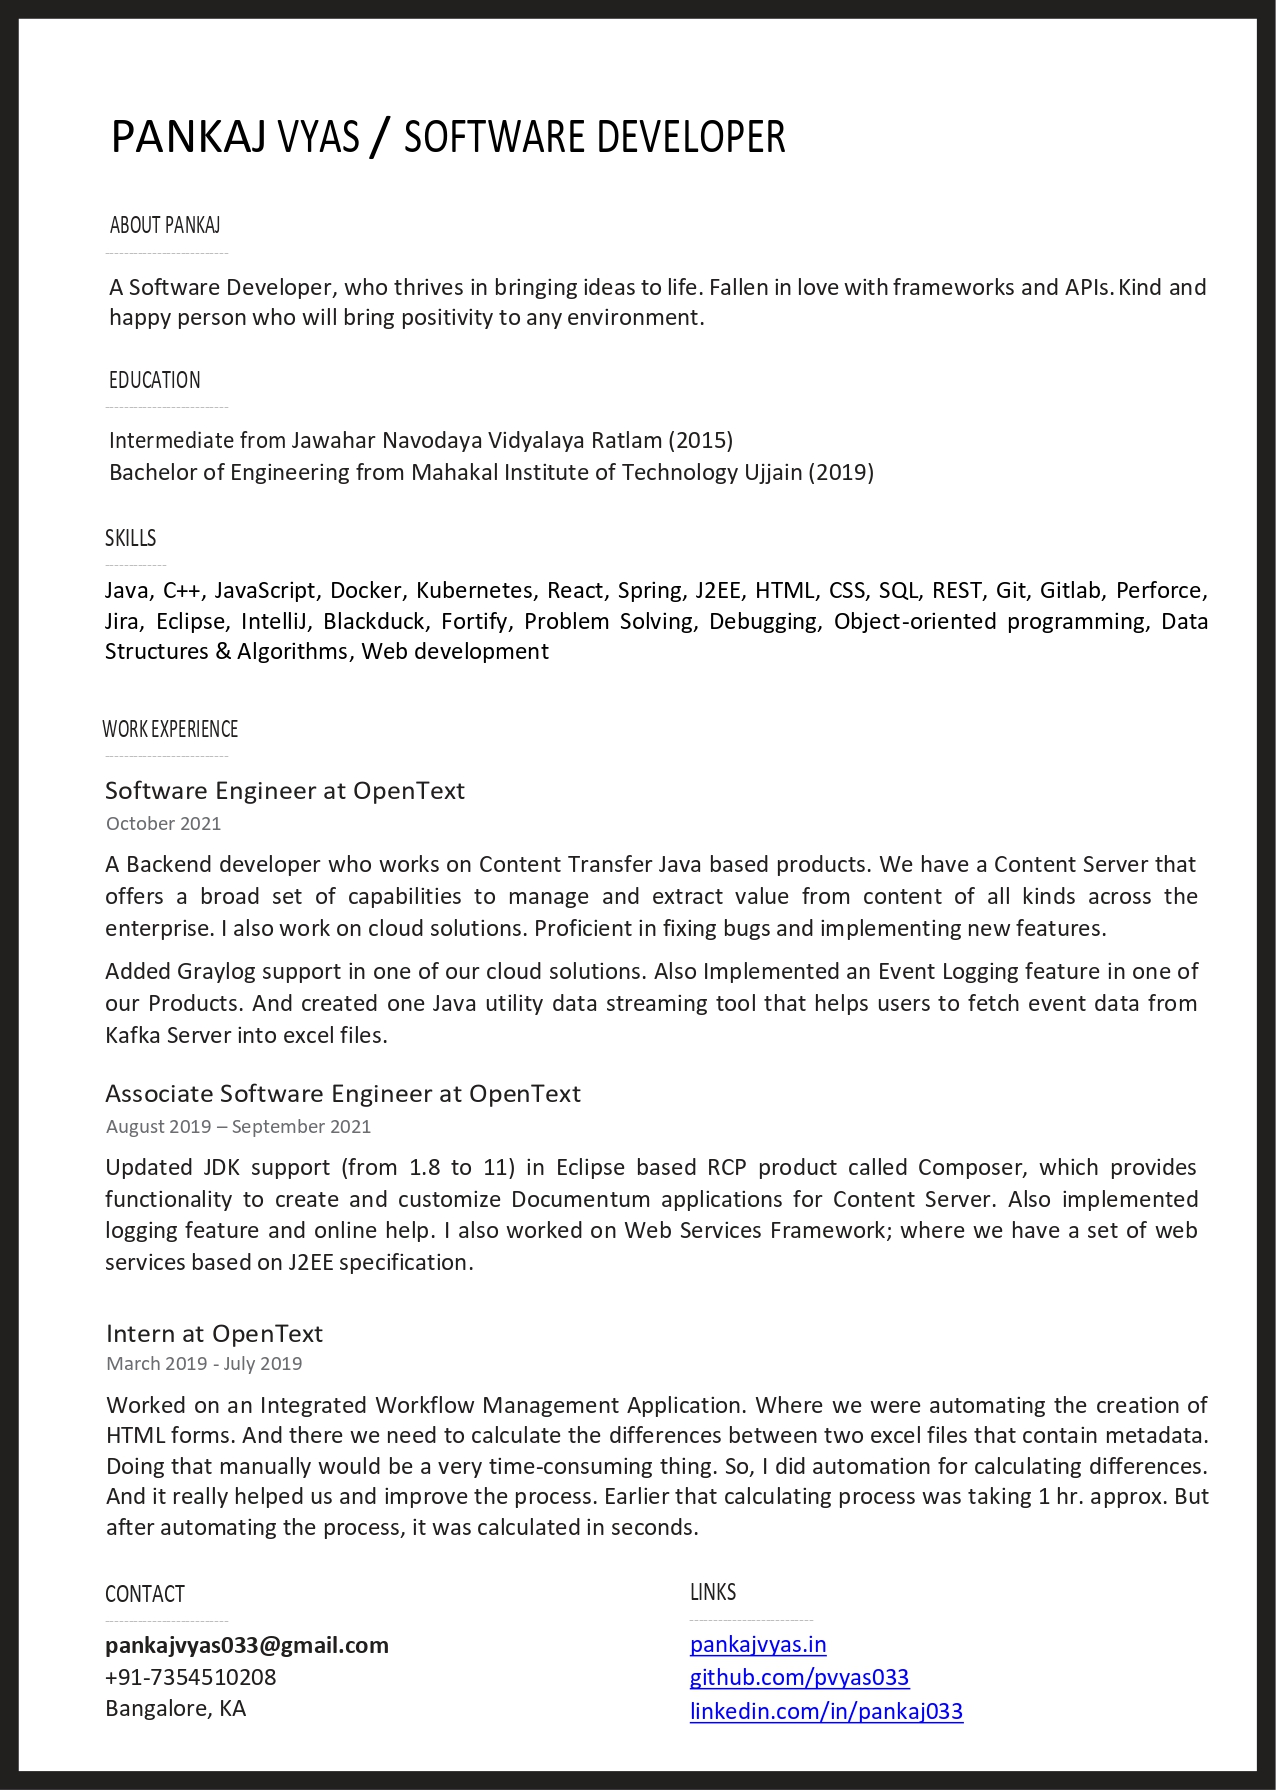 PANKAJ VYAS / SOFTWARE DEVELOPER
ABOUT PANKAJ
A Software Developer, who thrives in bringing ideas to life. Fallen in love with frameworks and APIs. Kind and
happy person who will bring positivity to any environment.
EDUCATION
Intermediate from Jawahar Navodaya Vidyalaya Ratlam (2015)
Bachelor of Engineering from Mahakal Institute of Technology Ujjain (2019)
SKILLS
Java, C++, JavaScript, Docker, Kubernetes, React, Spring, J2EE, HTML, CSS, SQL, REST, Git, Gitlab, Perforce,
Jira, Eclipse, IntelliJ, Blackduck, Fortify, Problem Solving, Debugging, Object-oriented programming, Data
Structures & Algorithms, Web development
WORK EXPERIENCE
Software Engineer at OpenText
October 2021
A Backend developer who works on Content Transfer Java based products. We have a Content Server that
offers a broad set of capabilities to manage and extract value from content of all kinds across the
enterprise. I also work on cloud solutions. Proficient in fixing bugs and implementing new features.
Added Graylog support in one of our cloud solutions. Also Implemented an Event Logging feature in one of
our Products. And created one Java utility data streaming tool that helps users to fetch event data from
Kafka Server into excel files.
Associate Software Engineer at OpenText
August 2019 – September 2021
Updated JDK support (from 1.8 to 11) in Eclipse based RCP product called Composer, which provides
functionality to create and customize Documentum applications for Content Server. Also implemented
logging feature and online help. I also worked on Web Services Framework; where we have a set of web
services based on J2EE specification.
Intern at OpenText
March 2019 - July 2019
Worked on an Integrated Workflow Management Application. Where we were automating the creation of
HTML forms. And there we need to calculate the differences between two excel files that contain metadata.
Doing that manually would be a very time-consuming thing. So, I did automation for calculating differences.
And it really helped us and improve the process. Earlier that calculating process was taking 1 hr. approx. But
after automating the process, it was calculated in seconds.
CONTACT
pankajvyas033@gmail.com
+91-7354510208
Bangalore, KA
LINKS
pankajvyas.in
github.com/pvyas033
linkedin.com/in/pankaj033